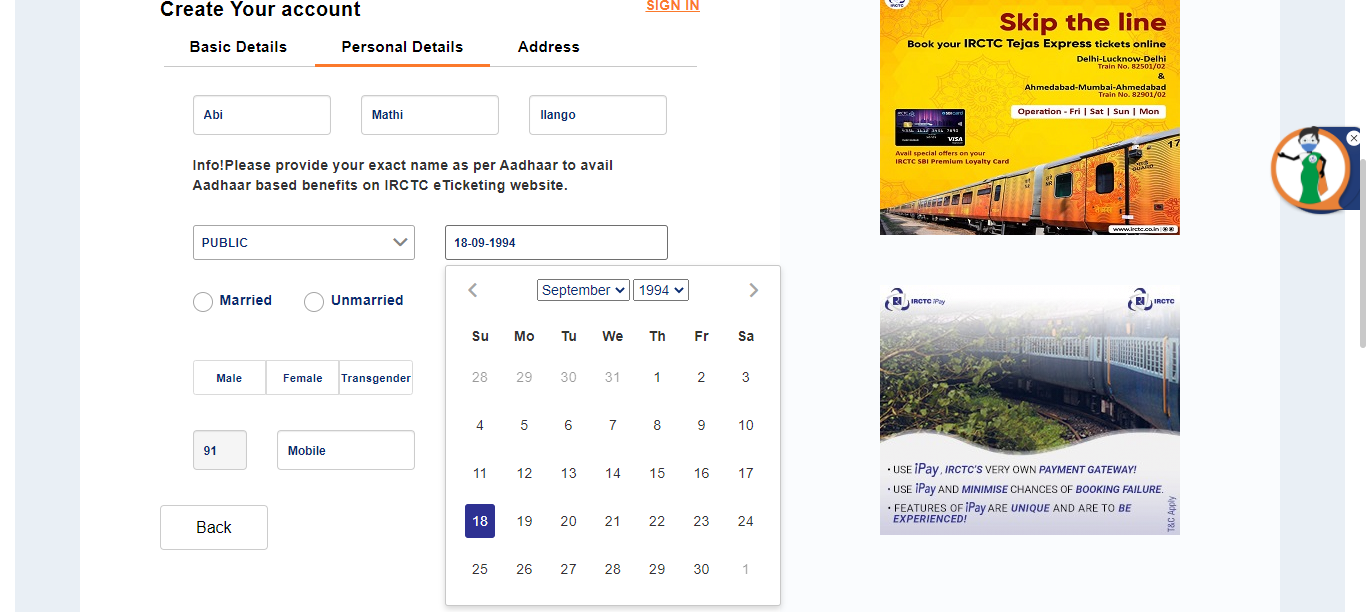 Create Your account
SIGN IN
Basic Details Personal Details Address
Abi Mathi Ilango
Info!Please provide your exact name as per Aadhaar to avail
Aadhaar based benefits on IRCTC eTicketing website.
PUBLIC 18-09-1994
Married Unmarried
Male Female Transgender
91 Mobile
Back
September 1994
Su Mo Tu We Th Fr Sa
28 29 30 31 1 2 3
4 5 6 7 8 9 10
11 12 13 14 15 16 17
18 19 20 21 22 23 24
25 26 27 28 29 30 1
IRCTC
Skip the line
Book your IRCTC Tejas Express tickets online
Delhi-Lucknow-Delhi
Train No. 82501/02
&
Ahmedabad-Mumbai-Ahmedabad
Train No. 82901/02
Operation - Fri | Sat | Sun | Mon
VISA
Avail special offers on your
IRCTC SBI Premium Loyalty Card
17
GUARD
www.irctc.co.in
IRCTC iPay
IRCTC
• USE iPay, IRCTC'S VERY OWN PAYMENT GATEWAY!
• USE iPay AND MINIMISE CHANCES OF BOOKING FAILURE.
• FEATURES OF iPay ARE UNIQUE AND ARE TO BE
EXPERIENCED!
T&C Apply